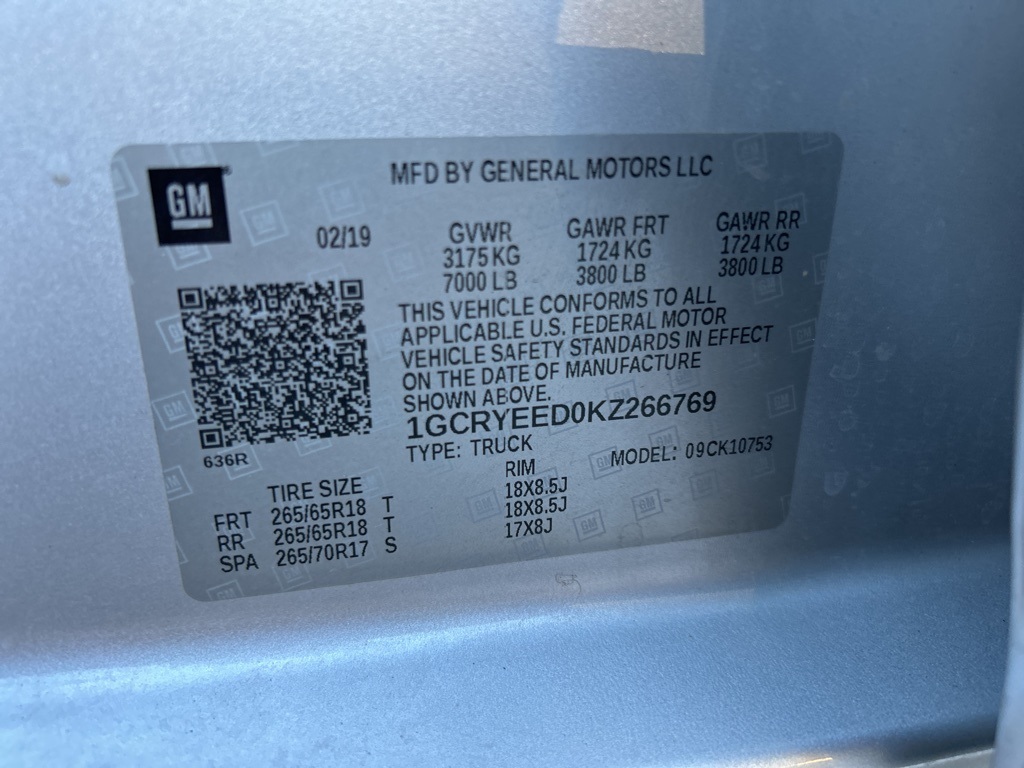 GM
MFD BY GENERAL MOTORS LLC
02/19
GVWR GAWR FRT GAWR RR
3175 KG 1724 KG 1724 KG
7000 LB 3800 LB 3800 LB
THIS VEHICLE CONFORMS TO ALL
APPLICABLE U.S. FEDERAL MOTOR
VEHICLE SAFETY STANDARDS IN EFFECT
ON THE DATE OF MANUFACTURE
SHOWN ABOVE.
1GCRYEED0KZ266769
TYPE: TRUCK MODEL: 09CK10753
636R
TIRE SIZE RIM
FRT 265/65R18 T 18X8.5J
RR 265/65R18 T 18X8.5J
SPA 265/70R17 S 17X8J